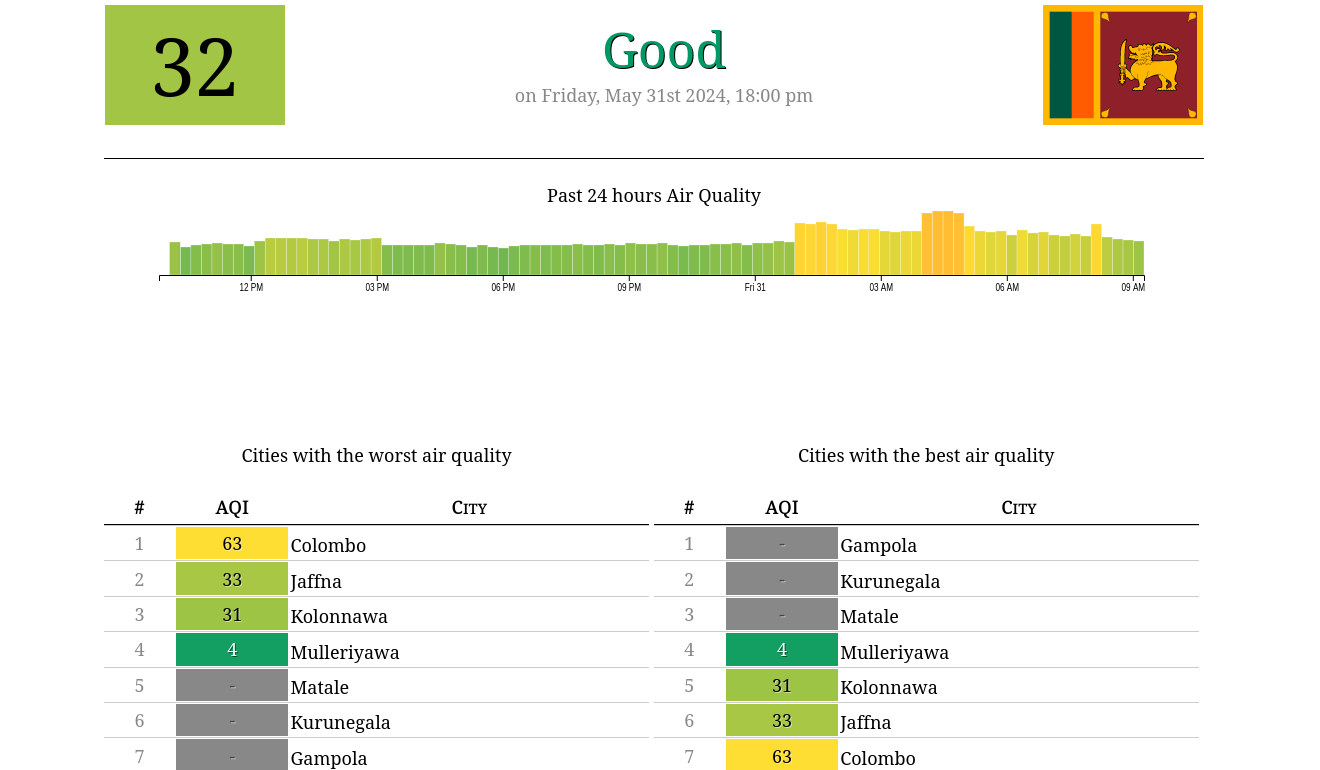 32
Good
on Friday, May 31st 2024, 18:00 pm
Past 24 hours Air Quality
12 PM 03 PM 06 PM 09 PM Fri 31 03 AM 06 AM 09 AM
Cities with the worst air quality
# AQI City
1 63 Colombo
2 33 Jaffna
3 31 Kolonnawa
4 4 Mulleriyawa
5 - Matale
6 - Kurunegala
7 - Gampola
Cities with the best air quality
# AQI City
1 - Gampola
2 - Kurunegala
3 - Matale
4 4 Mulleriyawa
5 31 Kolonnawa
6 33 Jaffna
7 63 Colombo